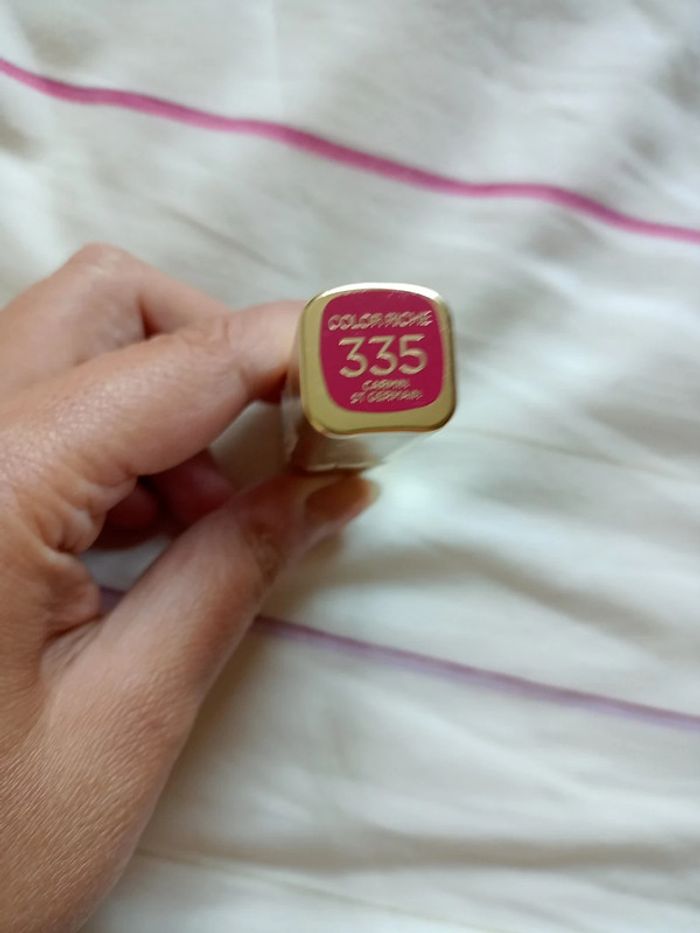 COLOR RICHE
335
CARMIN
ST GERMAIN